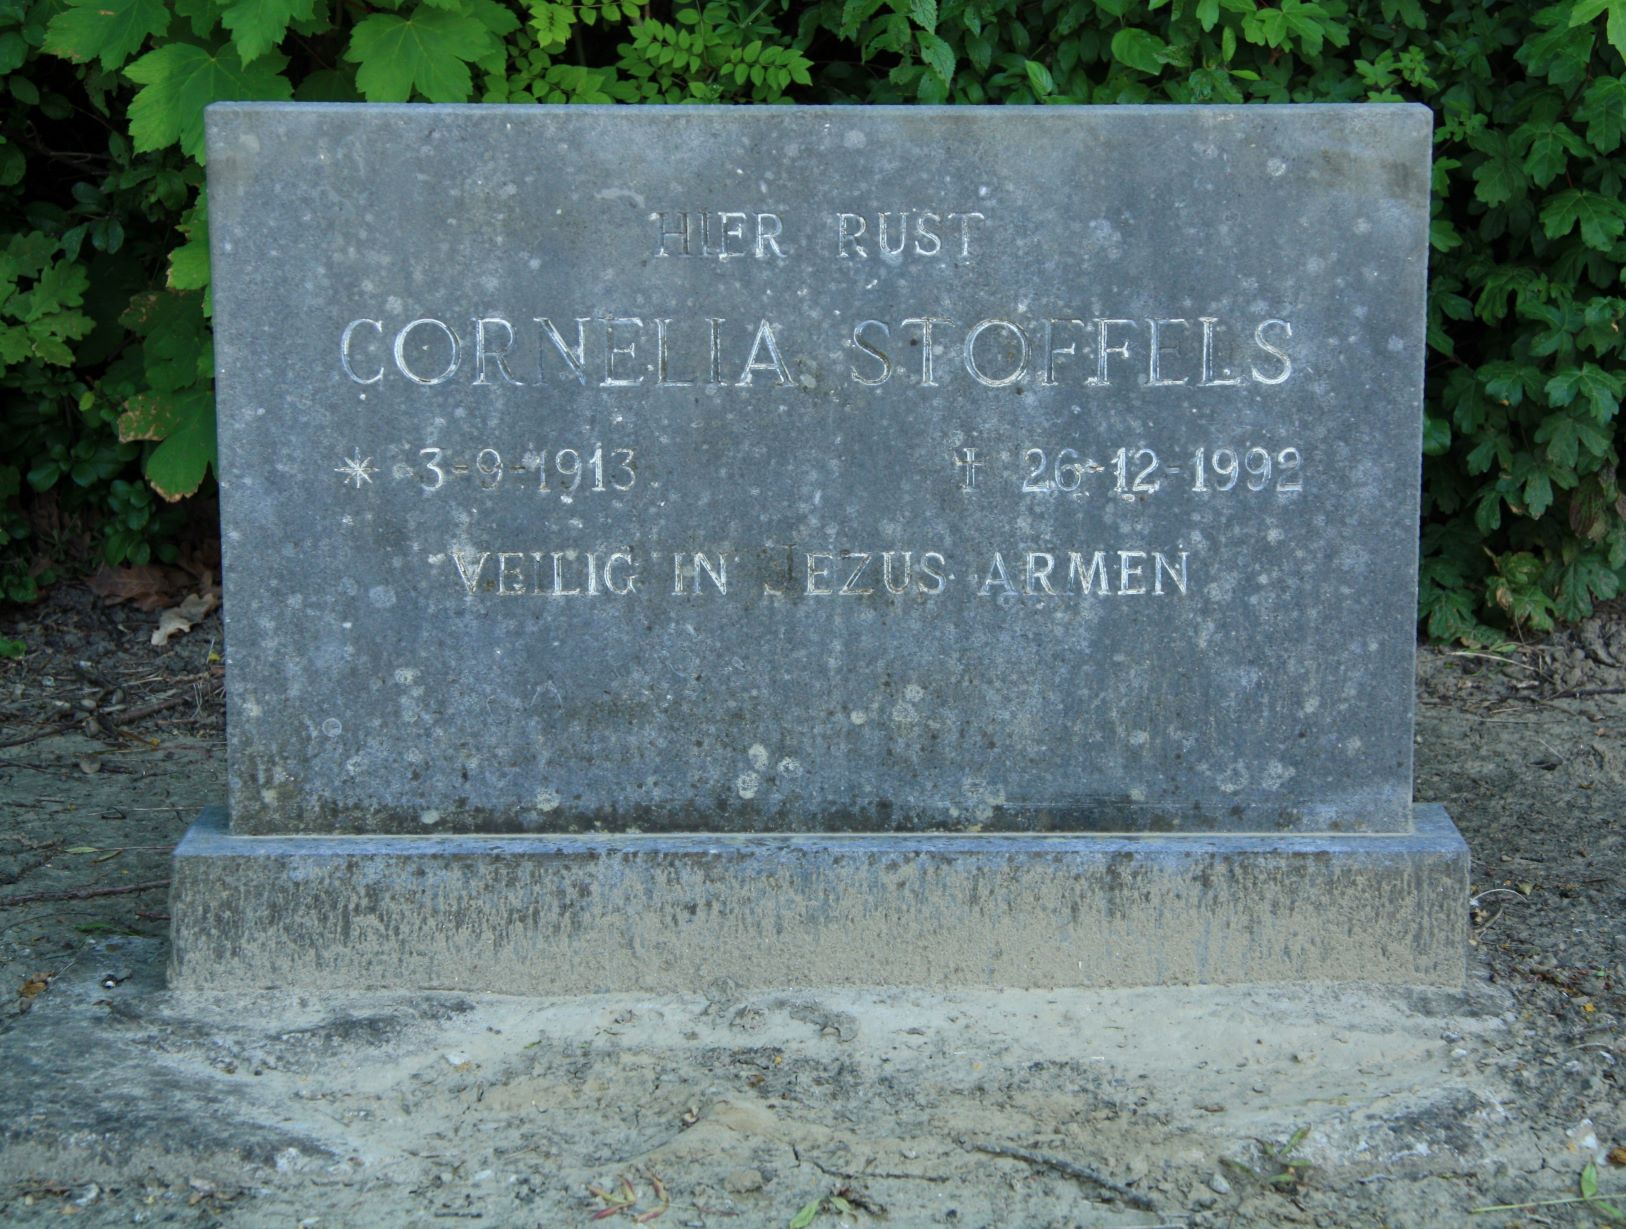 HIER RUST
CORNELIA STOFFELS
* 3-9-1913 † 26-12-1992
VEILIG IN JEZUS ARMEN